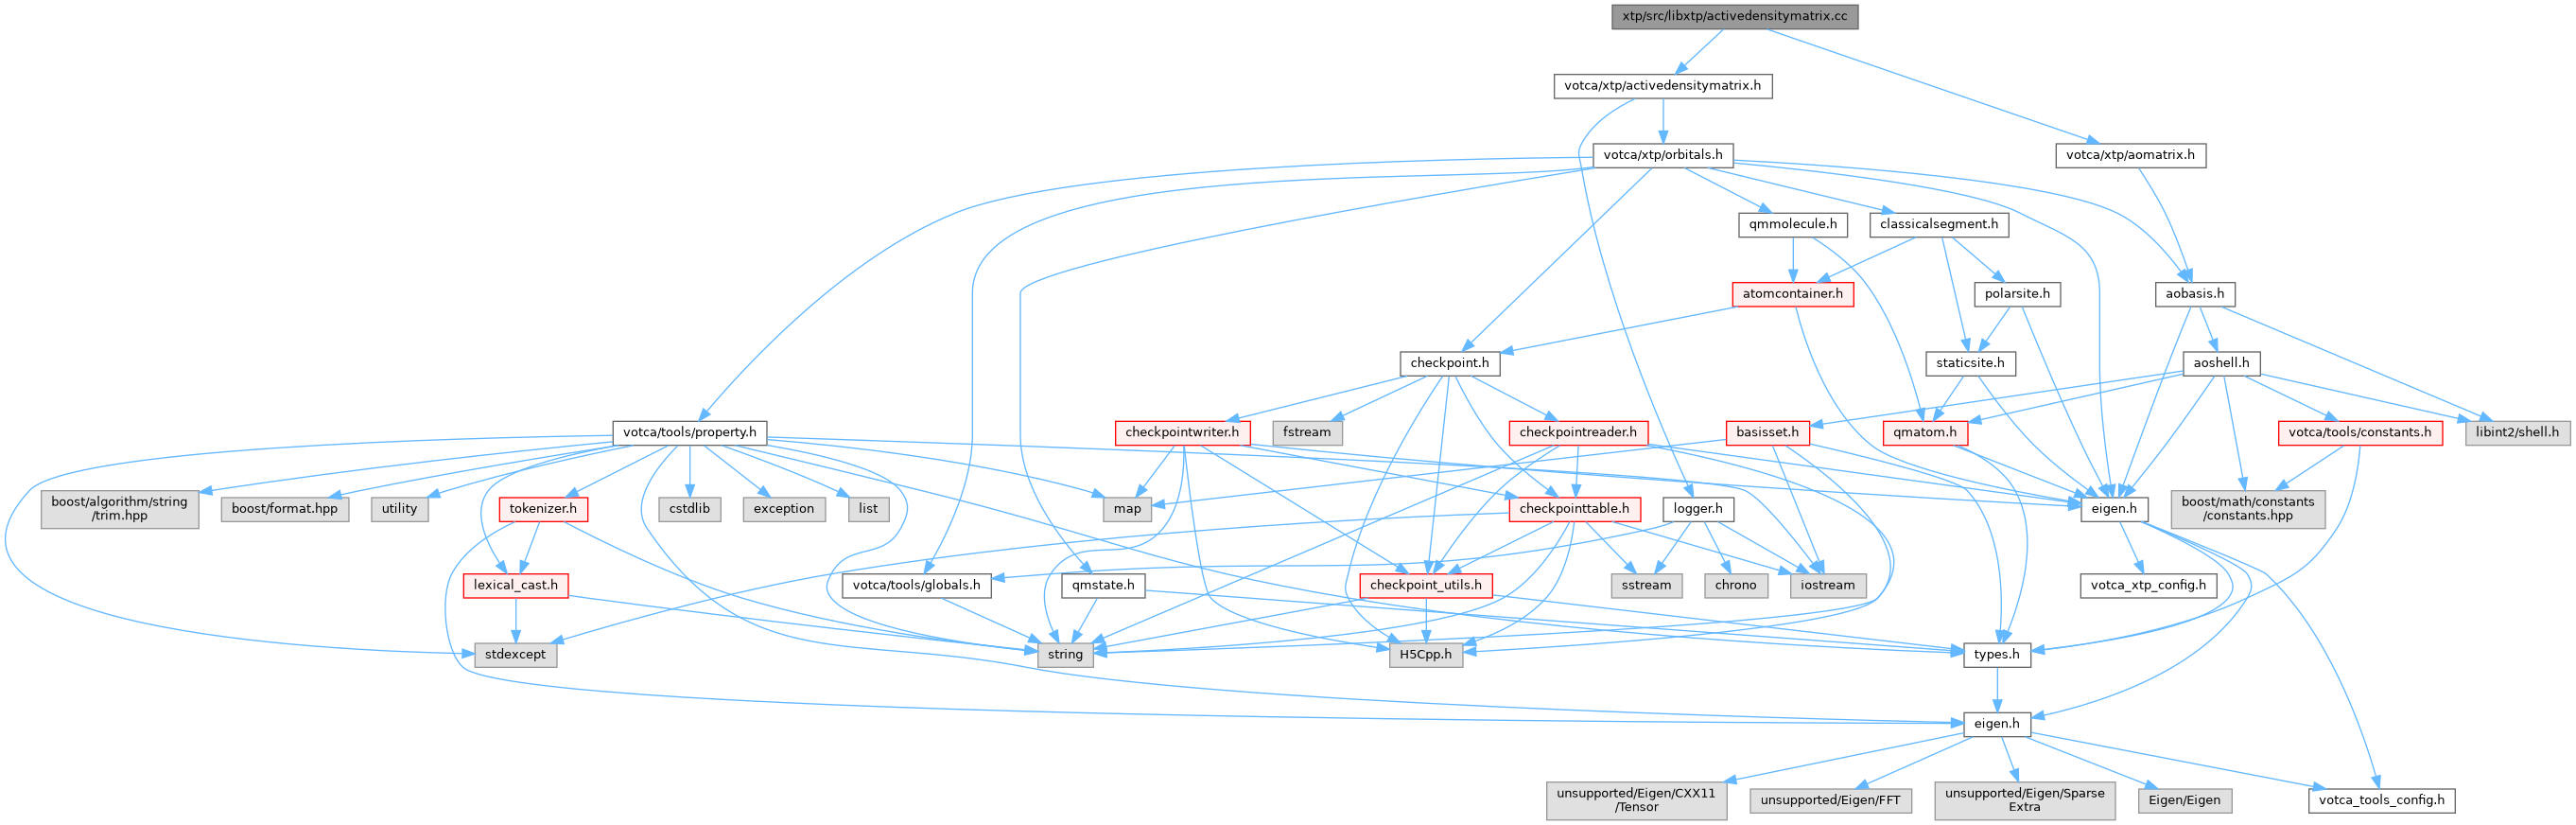 xtp/src/libxtp/activedensitymatrix.cc
votca/xtp/activedensitymatrix.h
votca/xtp/orbitals.h
votca/xtp/aomatrix.h
qmmolecule.h
classicalsegment.h
atomcontainer.h
polarsite.h
aobasis.h
checkpoint.h
staticsite.h
aoshell.h
votca/tools/property.h
checkpointwriter.h
fstream
checkpointreader.h
basisset.h
qmatom.h
votca/tools/constants.h
libint2/shell.h
boost/algorithm/string
/trim.hpp
boost/format.hpp
utility
tokenizer.h
cstdlib
exception
list
map
checkpointtable.h
logger.h
eigen.h
boost/math/constants
/constants.hpp
lexical_cast.h
votca/tools/globals.h
qmstate.h
checkpoint_utils.h
sstream
chrono
iostream
votca_xtp_config.h
stdexcept
string
H5Cpp.h
types.h
eigen.h
unsupported/Eigen/CXX11
/Tensor
unsupported/Eigen/FFT
unsupported/Eigen/Sparse
Extra
Eigen/Eigen
votca_tools_config.h